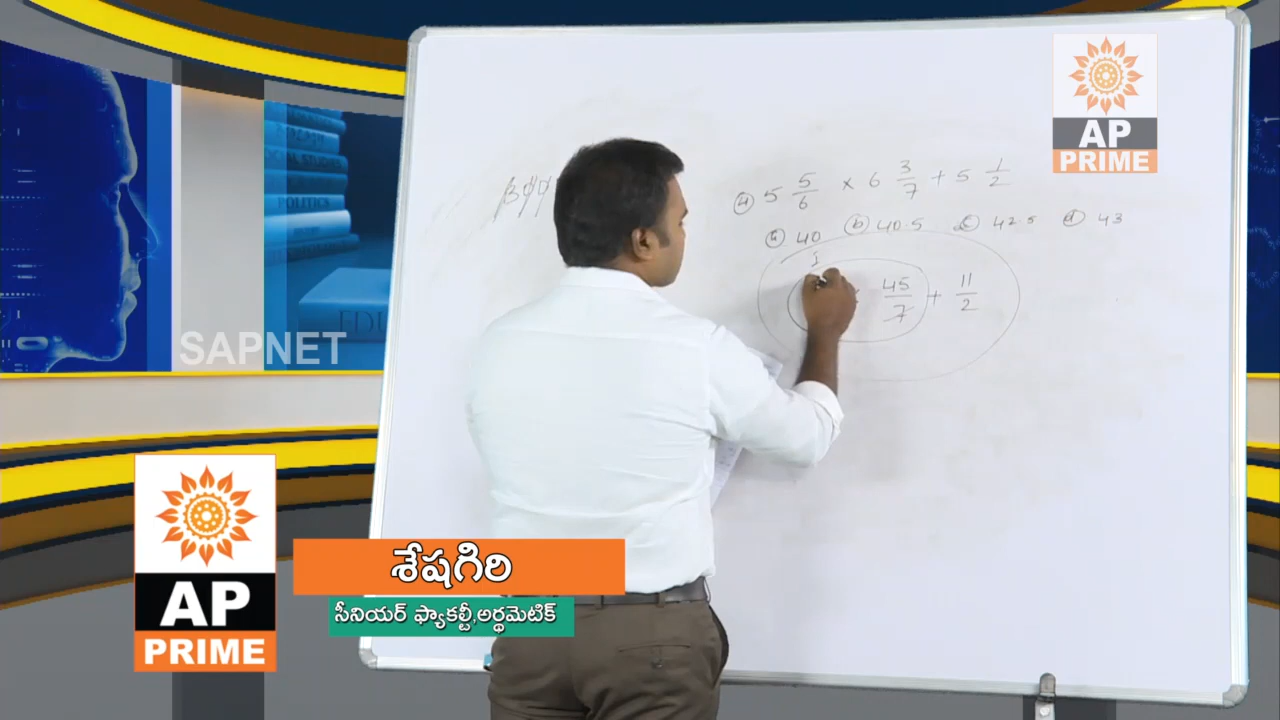 AP
PRIME
④ 5 5/6 × 6 3/7 + 5 1/2
ⓐ 40 ⓑ 40.5 ⓒ 42.5 ⓓ 43
45/7 + 11/2
POLITICS
SAPNET
AP
PRIME
శేషగిరి
సీనియర్ ఫ్యాకల్టీ,అర్థమెటిక్